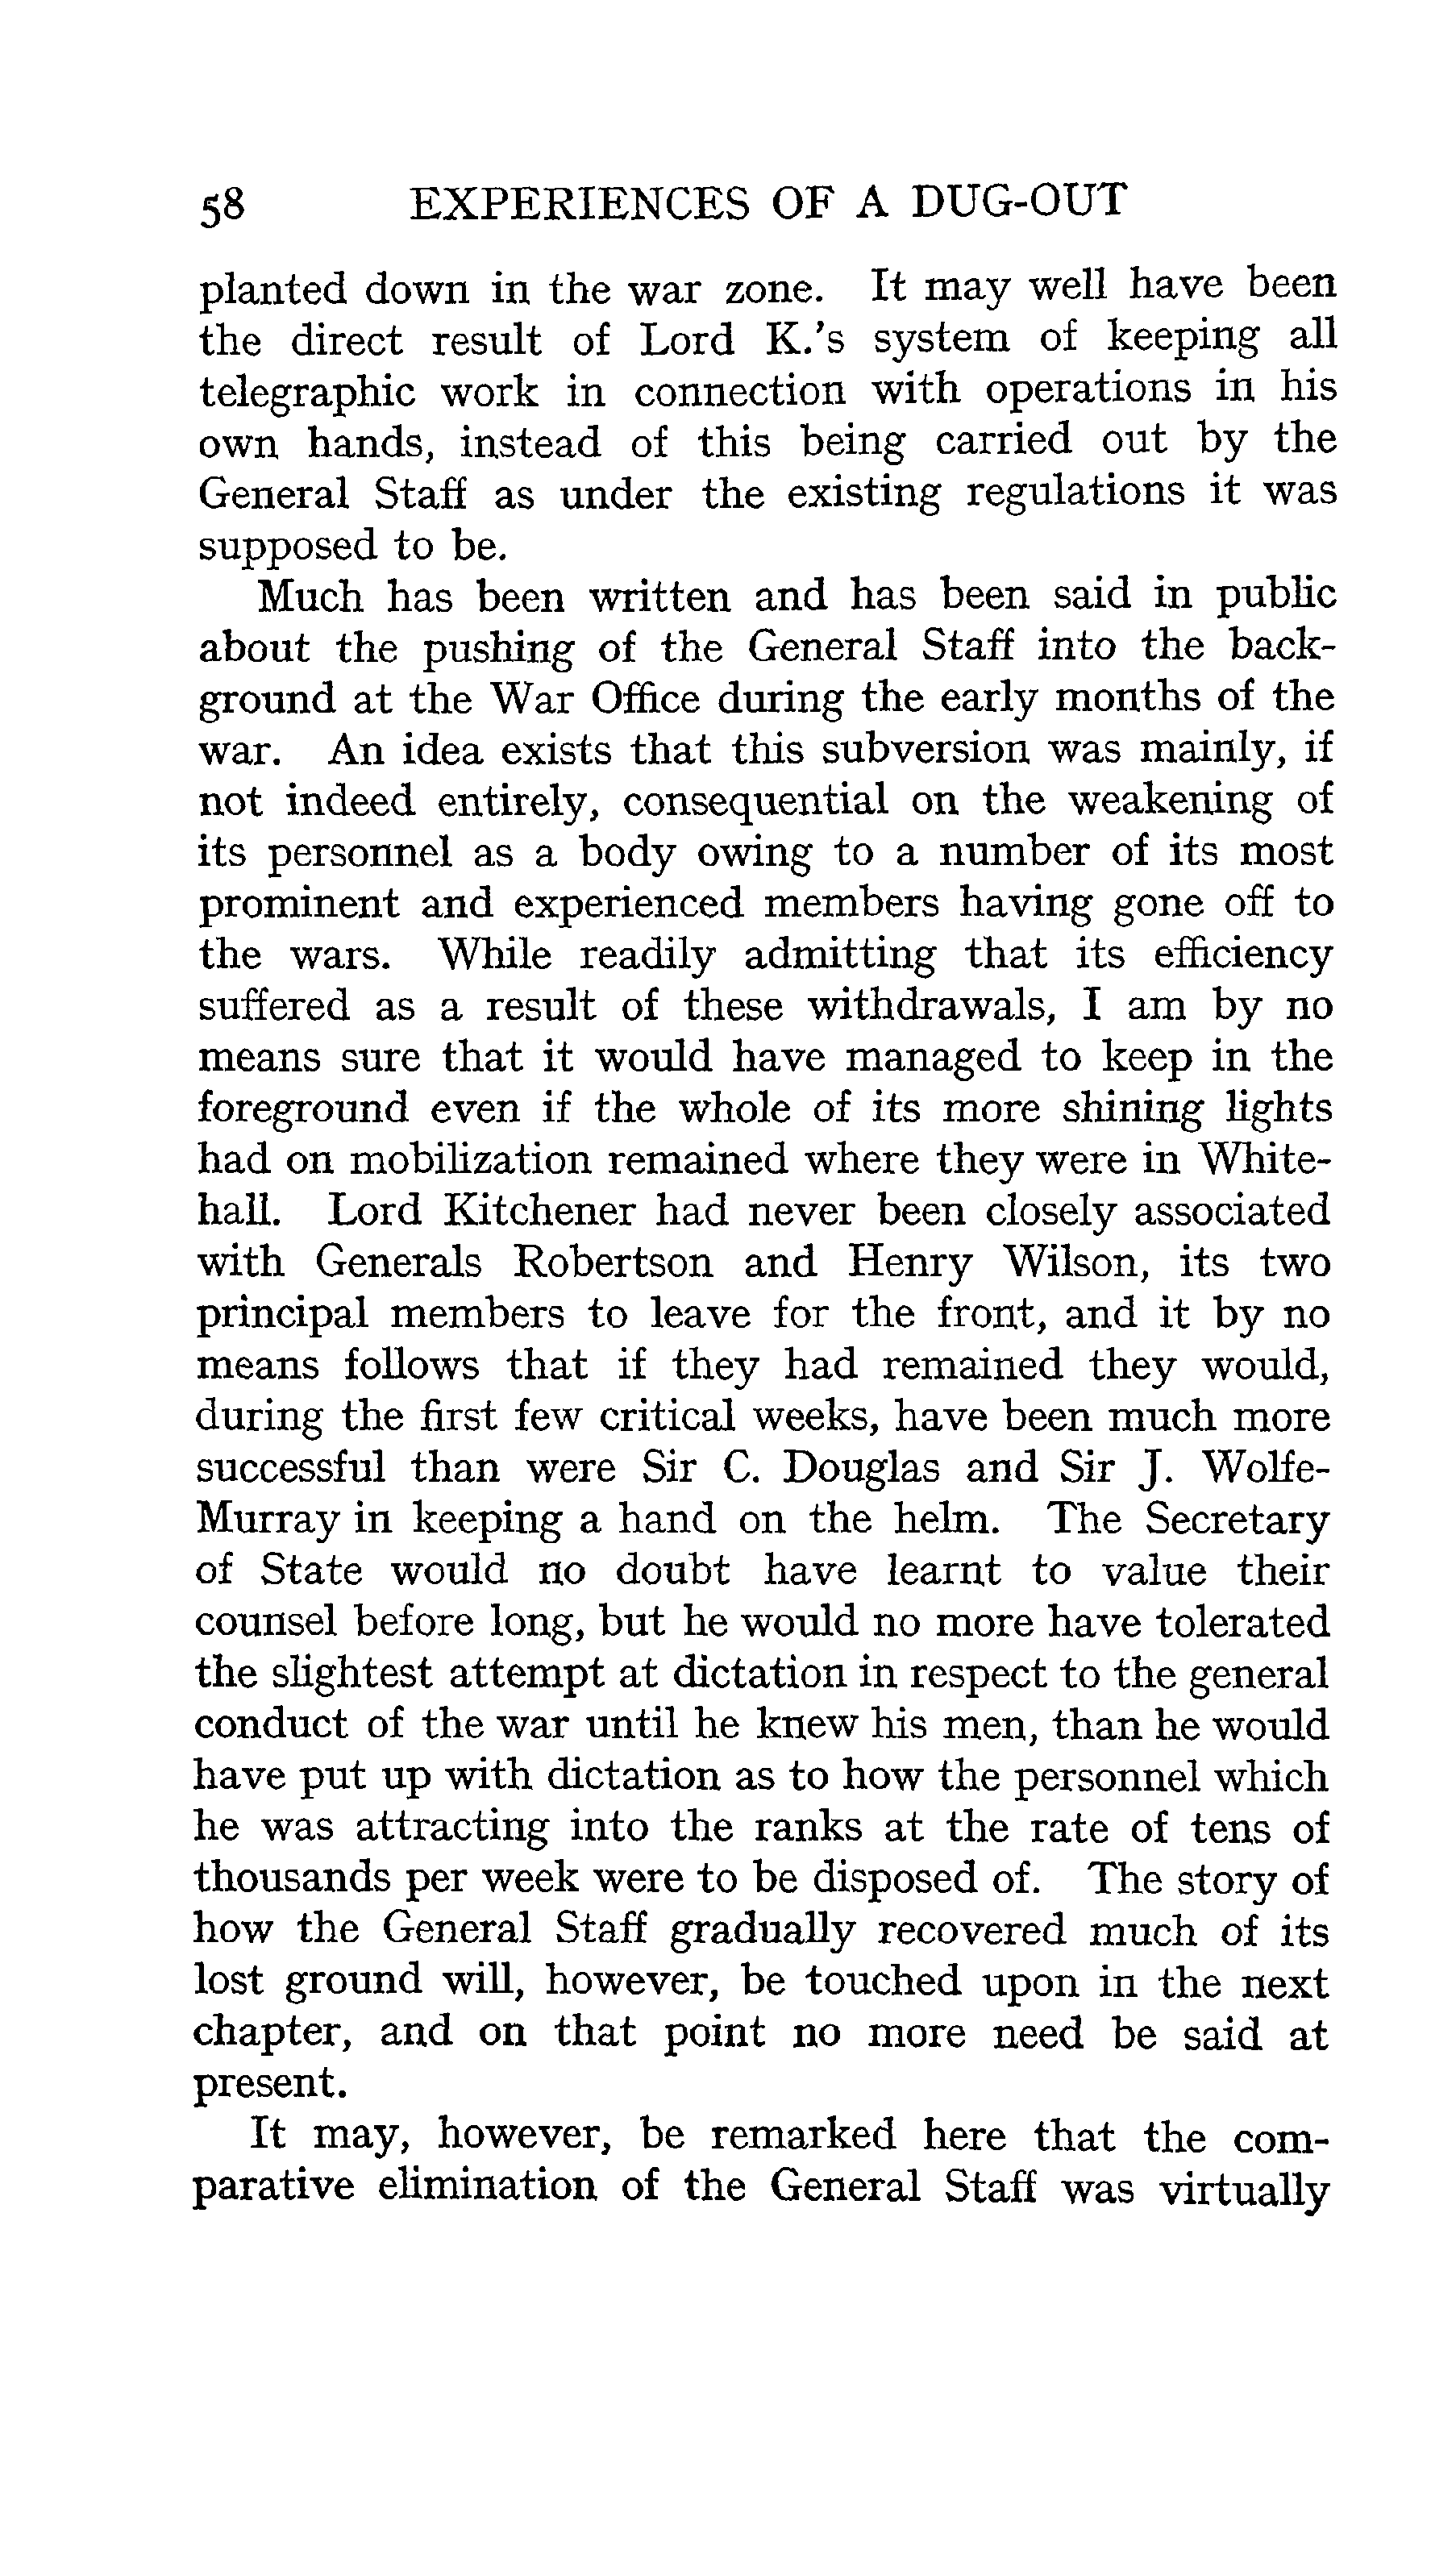 58 EXPERIENCES OF A DUG-OUT
planted down in the war zone. It may well have been
the direct result of Lord K.'s system of keeping all
telegraphic work in connection with operations in his
own hands, instead of this being carried out by the
General Staff as under the existing regulations it was
supposed to be.
Much has been written and has been said in public
about the pushing of the General Staff into the back-
ground at the War Office during the early months of the
war. An idea exists that this subversion was mainly, if
not indeed entirely, consequential on the weakening of
its personnel as a body owing to a number of its most
prominent and experienced members having gone off to
the wars. While readily admitting that its efficiency
suffered as a result of these withdrawals, I am by no
means sure that it would have managed to keep in the
foreground even if the whole of its more shining lights
had on mobilization remained where they were in White-
hall. Lord Kitchener had never been closely associated
with Generals Robertson and Henry Wilson, its two
principal members to leave for the front, and it by no
means follows that if they had remained they would,
during the first few critical weeks, have been much more
successful than were Sir C. Douglas and Sir J. Wolfe-
Murray in keeping a hand on the helm. The Secretary
of State would no doubt have learnt to value their
counsel before long, but he would no more have tolerated
the slightest attempt at dictation in respect to the general
conduct of the war until he knew his men, than he would
have put up with dictation as to how the personnel which
he was attracting into the ranks at the rate of tens of
thousands per week were to be disposed of. The story of
how the General Staff gradually recovered much of its
lost ground will, however, be touched upon in the next
chapter, and on that point no more need be said at
present.
It may, however, be remarked here that the com-
parative elimination of the General Staff was virtually